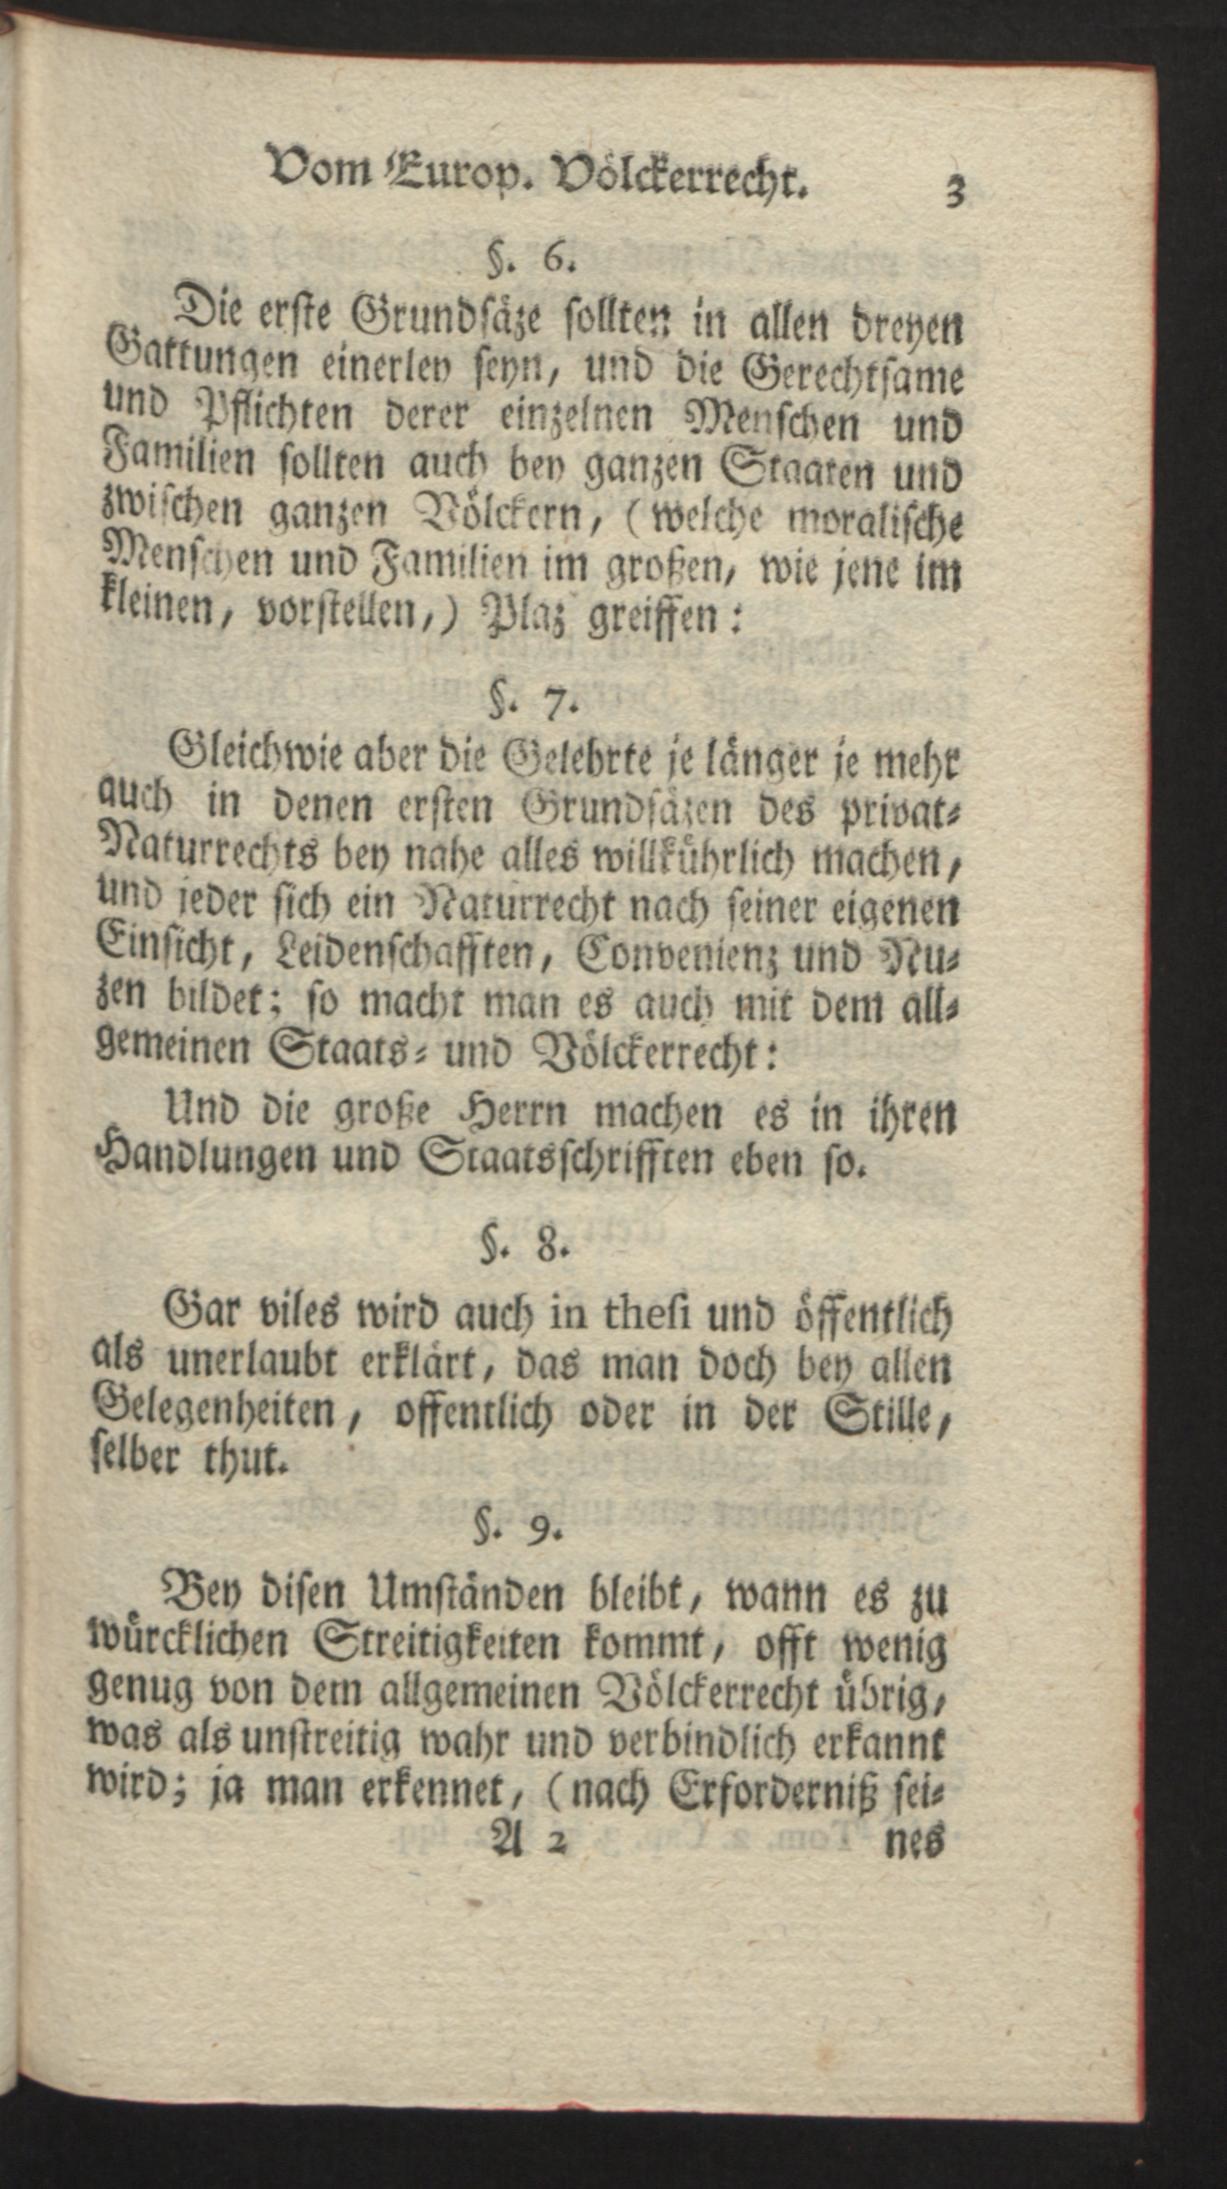 Vom Europ. Völckerrecht. 3
§. 6.
Die erste Grundsäze sollten in allen dreyen
Gattungen einerley seyn, und die Gerechtsame
und Pflichten derer einzelnen Menschen und
Familien sollten auch bey ganzen Staaten und
zwischen ganzen Völckern, (welche moralische
Menschen und Familien im großen, wie jene im
kleinen, vorstellen,) Plaz greiffen:
§. 7.
Gleichwie aber die Gelehrte je länger je mehr
auch in denen ersten Grundsäzen des privat-
Naturrechts bey nahe alles willkührlich machen,
und jeder sich ein Naturrecht nach seiner eigenen
Einsicht, Leidenschafften, Convenienz und Nu-
zen bildet; so macht man es auch mit dem all-
gemeinen Staats- und Völckerrecht:
Und die große Herrn machen es in ihren
Handlungen und Staatsschrifften eben so.
§. 8.
Gar viles wird auch in thesi und öffentlich
als unerlaubt erklärt, das man doch bey allen
Gelegenheiten, offentlich oder in der Stille,
selber thut.
§. 9.
Bey disen Umständen bleibt, wann es zu
würcklichen Streitigkeiten kommt, offt wenig
genug von dem allgemeinen Völckerrecht übrig,
was als unstreitig wahr und verbindlich erkannt
wird; ja man erkennet, (nach Erforderniß sei-
A 2 nes